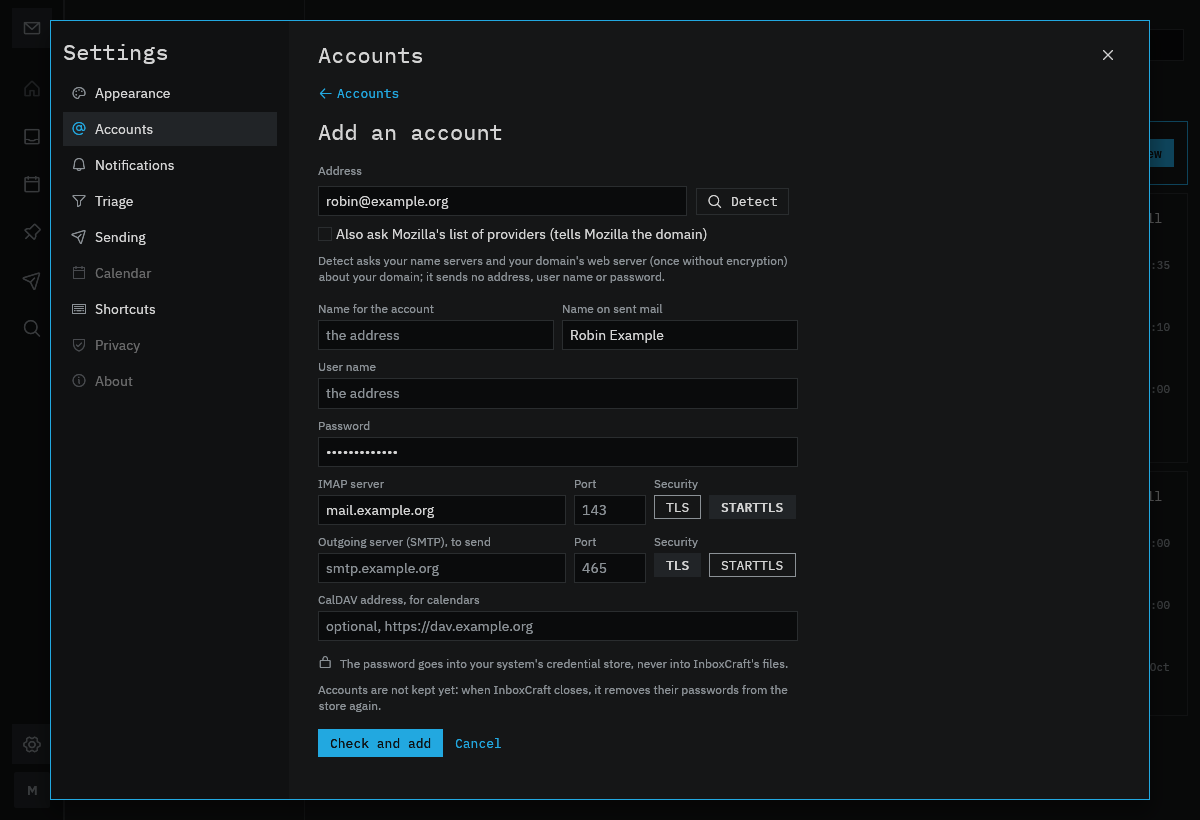 Settings
Appearance
Accounts
Notifications
Triage
Sending
Calendar
Shortcuts
Privacy
About
M
Accounts
← Accounts
Add an account
Address
robin@example.org
Detect
Also ask Mozilla's list of providers (tells Mozilla the domain)
Detect asks your name servers and your domain's web server (once without encryption)
about your domain; it sends no address, user name or password.
Name for the account Name on sent mail
the address Robin Example
User name
the address
Password
•••••••••••••
IMAP server Port Security
mail.example.org 143 TLS STARTTLS
Outgoing server (SMTP), to send Port Security
smtp.example.org 465 TLS STARTTLS
CalDAV address, for calendars
optional, https://dav.example.org
The password goes into your system's credential store, never into InboxCraft's files.
Accounts are not kept yet: when InboxCraft closes, it removes their passwords from the
store again.
Check and add Cancel
:35
:10
:00
:00
:00
Oct